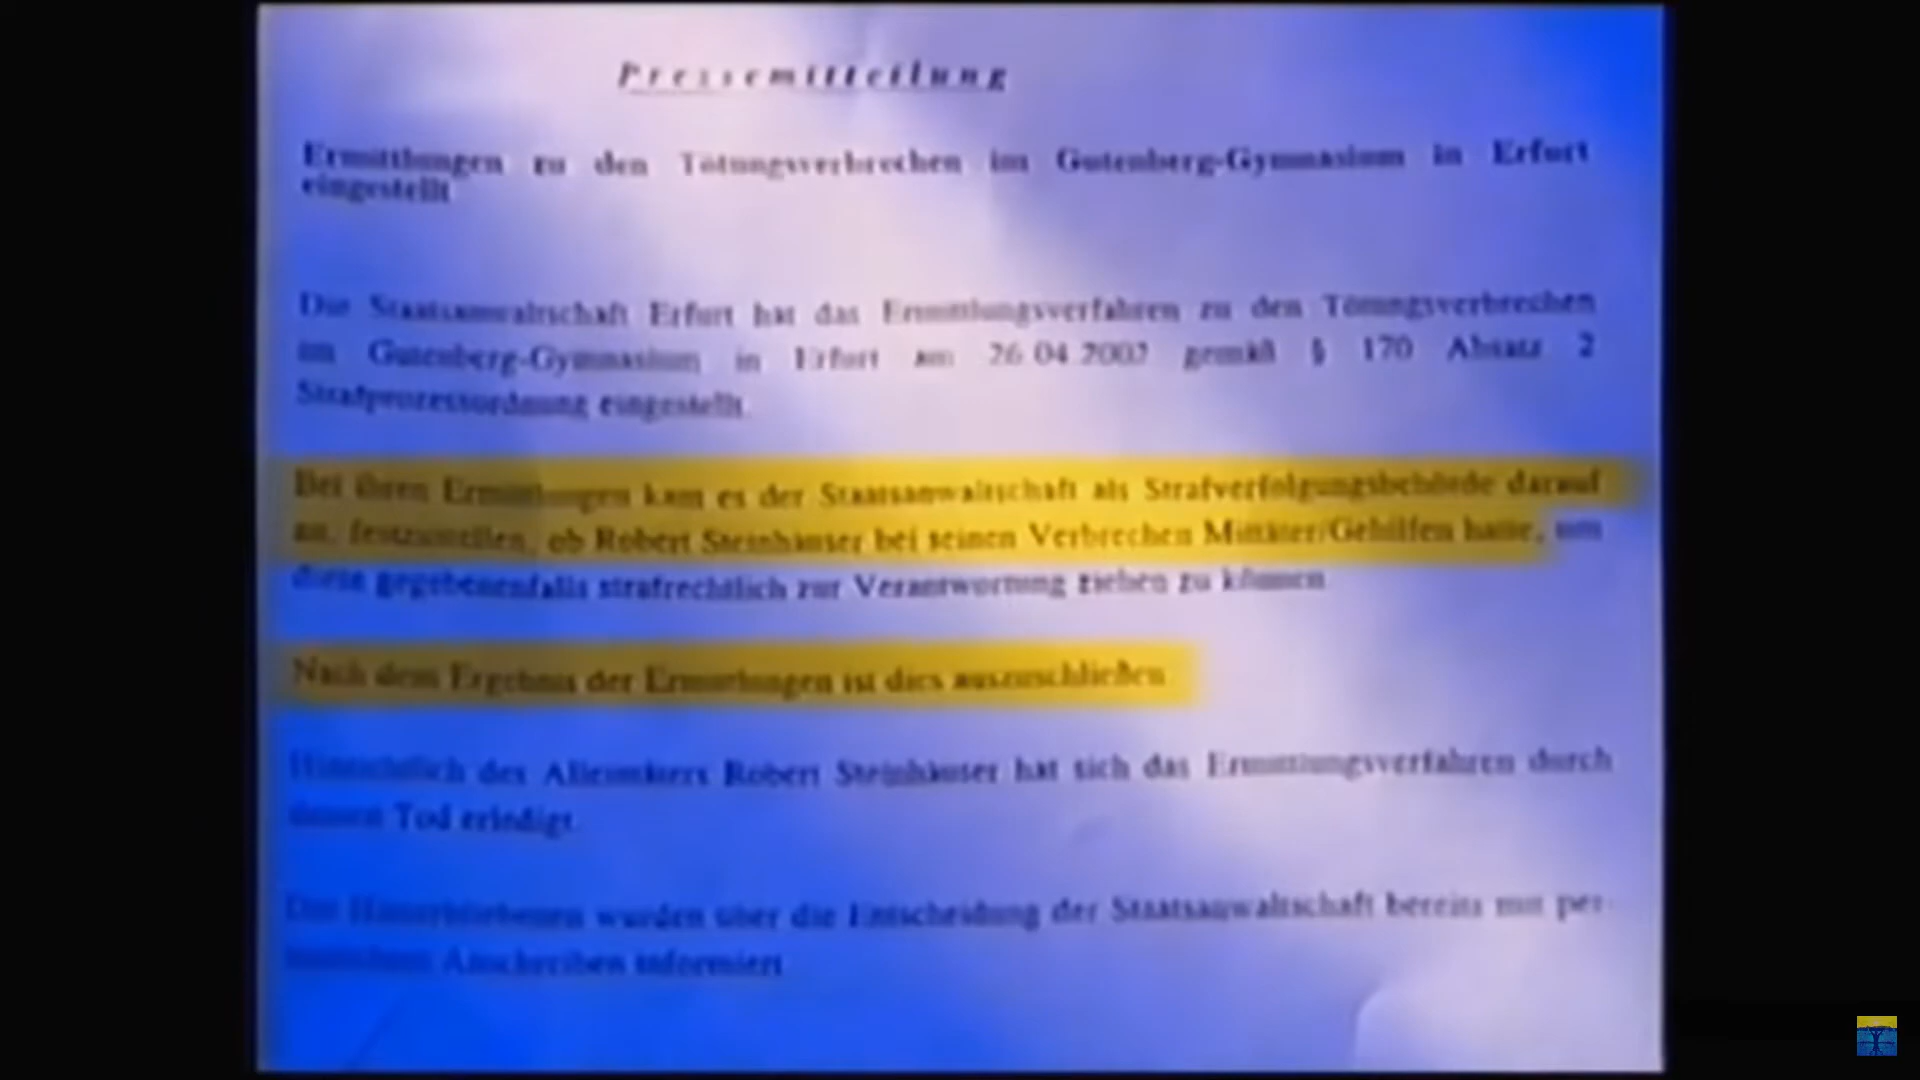 Pressemitteilung
Ermittlungen zu den Tötungsverbrechen im Gutenberg-Gymnasium in Erfurt
eingestellt
Die Staatsanwaltschaft Erfurt hat das Ermittlungsverfahren zu den Tötungsverbrechen
im Gutenberg-Gymnasium in Erfurt am 26.04.2002 gemäß § 170 Absatz 2
Strafprozessordnung eingestellt.
Bei ihren Ermittlungen kam es der Staatsanwaltschaft als Strafverfolgungsbehörde darauf
an, festzustellen, ob Robert Steinhäuser bei seinen Verbrechen Mittäter/Gehilfen hatte, um
diese gegebenenfalls strafrechtlich zur Verantwortung ziehen zu können.
Nach dem Ergebnis der Ermittlungen ist dies auszuschließen.
Hinsichtlich des Alleintäters Robert Steinhäuser hat sich das Ermittlungsverfahren durch
dessen Tod erledigt.
Die Hinterbliebenen wurden über die Entscheidung der Staatsanwaltschaft bereits mit per-
Anschreiben informiert.